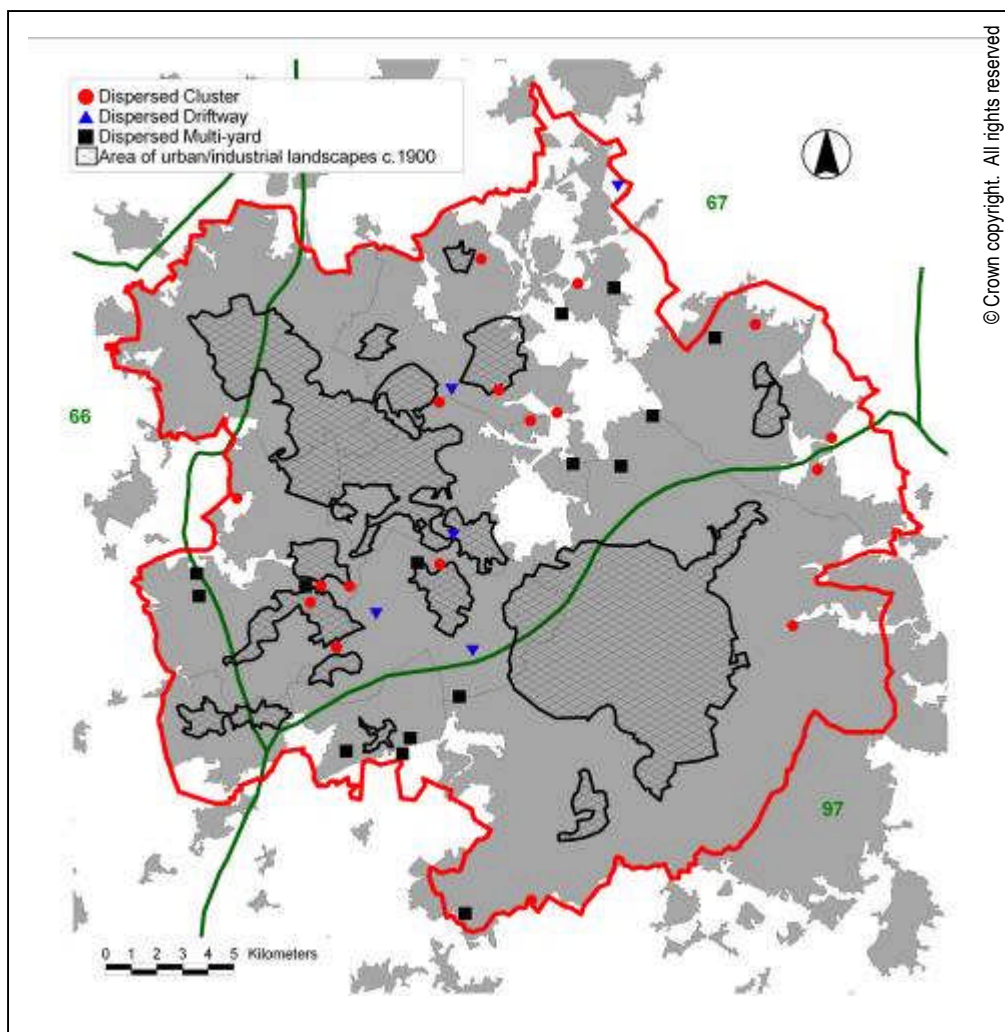 © Crown copyright. All rights reserved
Dispersed Cluster
Dispersed Driftway
Dispersed Multi-yard
Area of urban/industrial landscapes c.1900
67
66
97
0 1 2 3 4 5 Kilometers